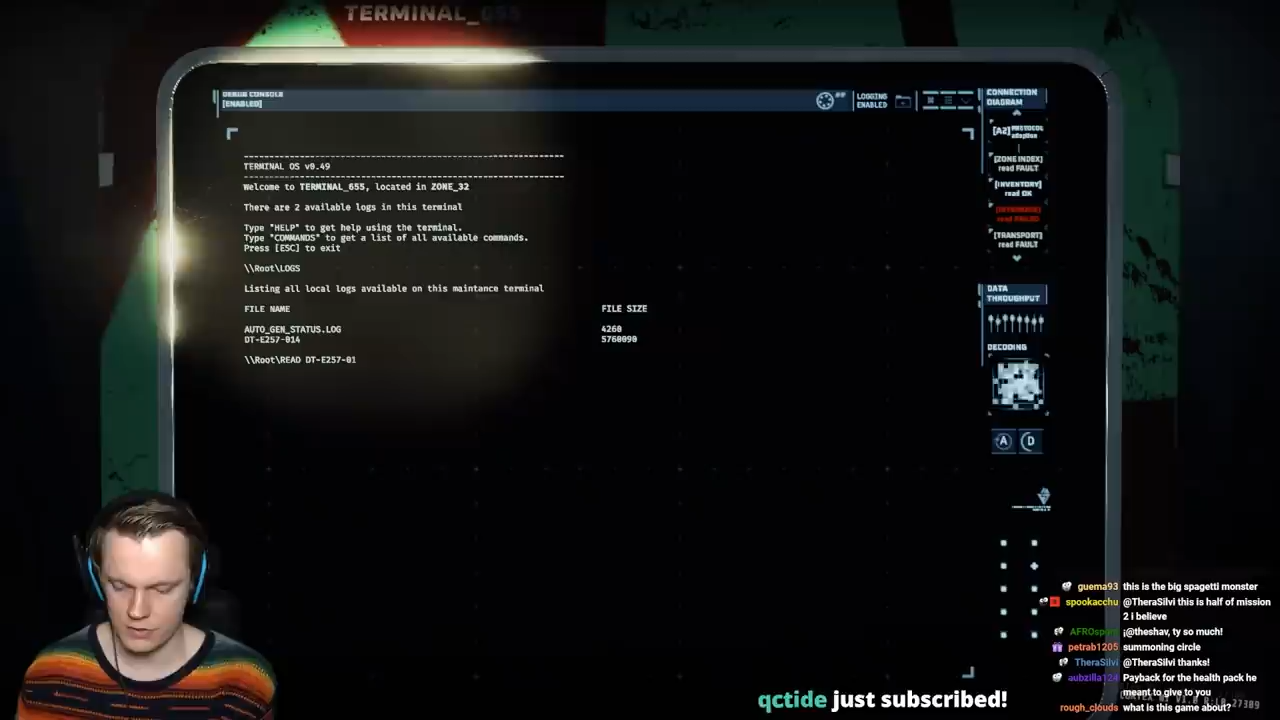 TERMINAL_655
DEBUG CONSOLE
[ENABLED]
LOGGING
ENABLED
CONNECTION
DIAGRAM
[A2] PROTOCOL
[ZONE INDEX]
read FAULT
[INVENTORY]
read OK
read FAILED
[TRANSPORT]
read FAULT
DATA
THROUGHPUT
DECODING
A D
TERMINAL OS v0.49
Welcome to TERMINAL_655, located in ZONE_32
There are 2 available logs in this terminal
Type "HELP" to get help using the terminal.
Type "COMMANDS" to get a list of all available commands.
Press [ESC] to exit
\\Root\LOGS
Listing all local logs available on this maintance terminal
FILE NAME FILE SIZE
AUTO_GEN_STATUS.LOG 4260
DT-E257-014 5760090
\\Root\READ DT-E257-01
guema93 this is the big spagetti monster
spookacchu @TheraSilvi this is half of mission
2 i believe
¡@theshav, ty so much!
petrab1205 summoning circle
TheraSilvi @TheraSilvi thanks!
aubzilla124 Payback for the health pack he
meant to give to you
rough_clouds what is this game about?
qctide just subscribed!